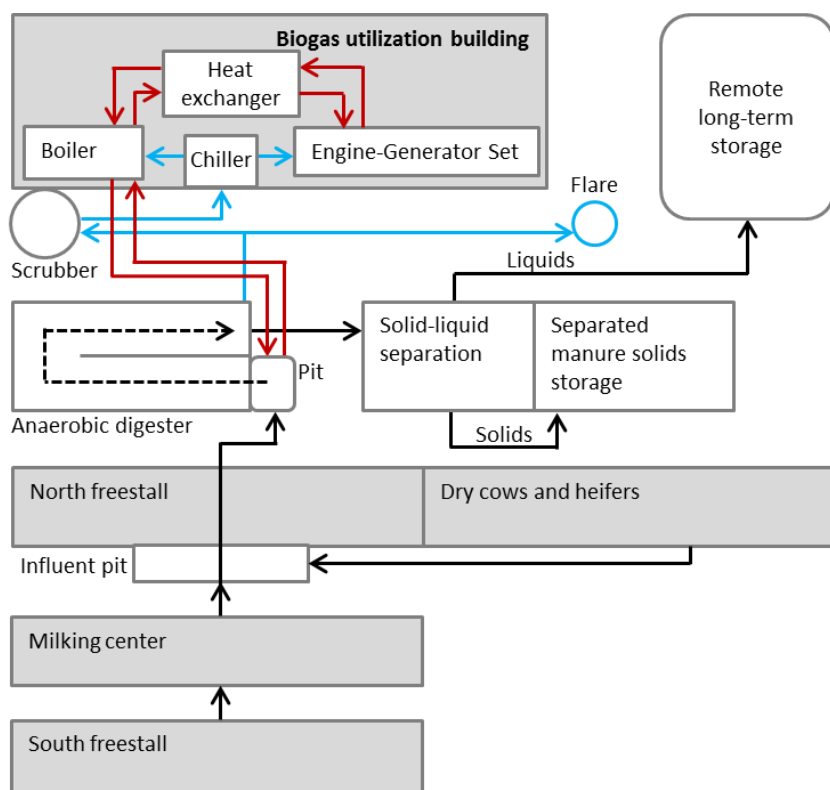 Biogas utilization building
Heat
exchanger
Boiler
Chiller
Engine-Generator Set
Remote
long-term
storage
Scrubber
Flare
Liquids
Solid-liquid
separation
Separated
manure solids
storage
Pit
Anaerobic digester
Solids
North freestall
Dry cows and heifers
Influent pit
Milking center
South freestall